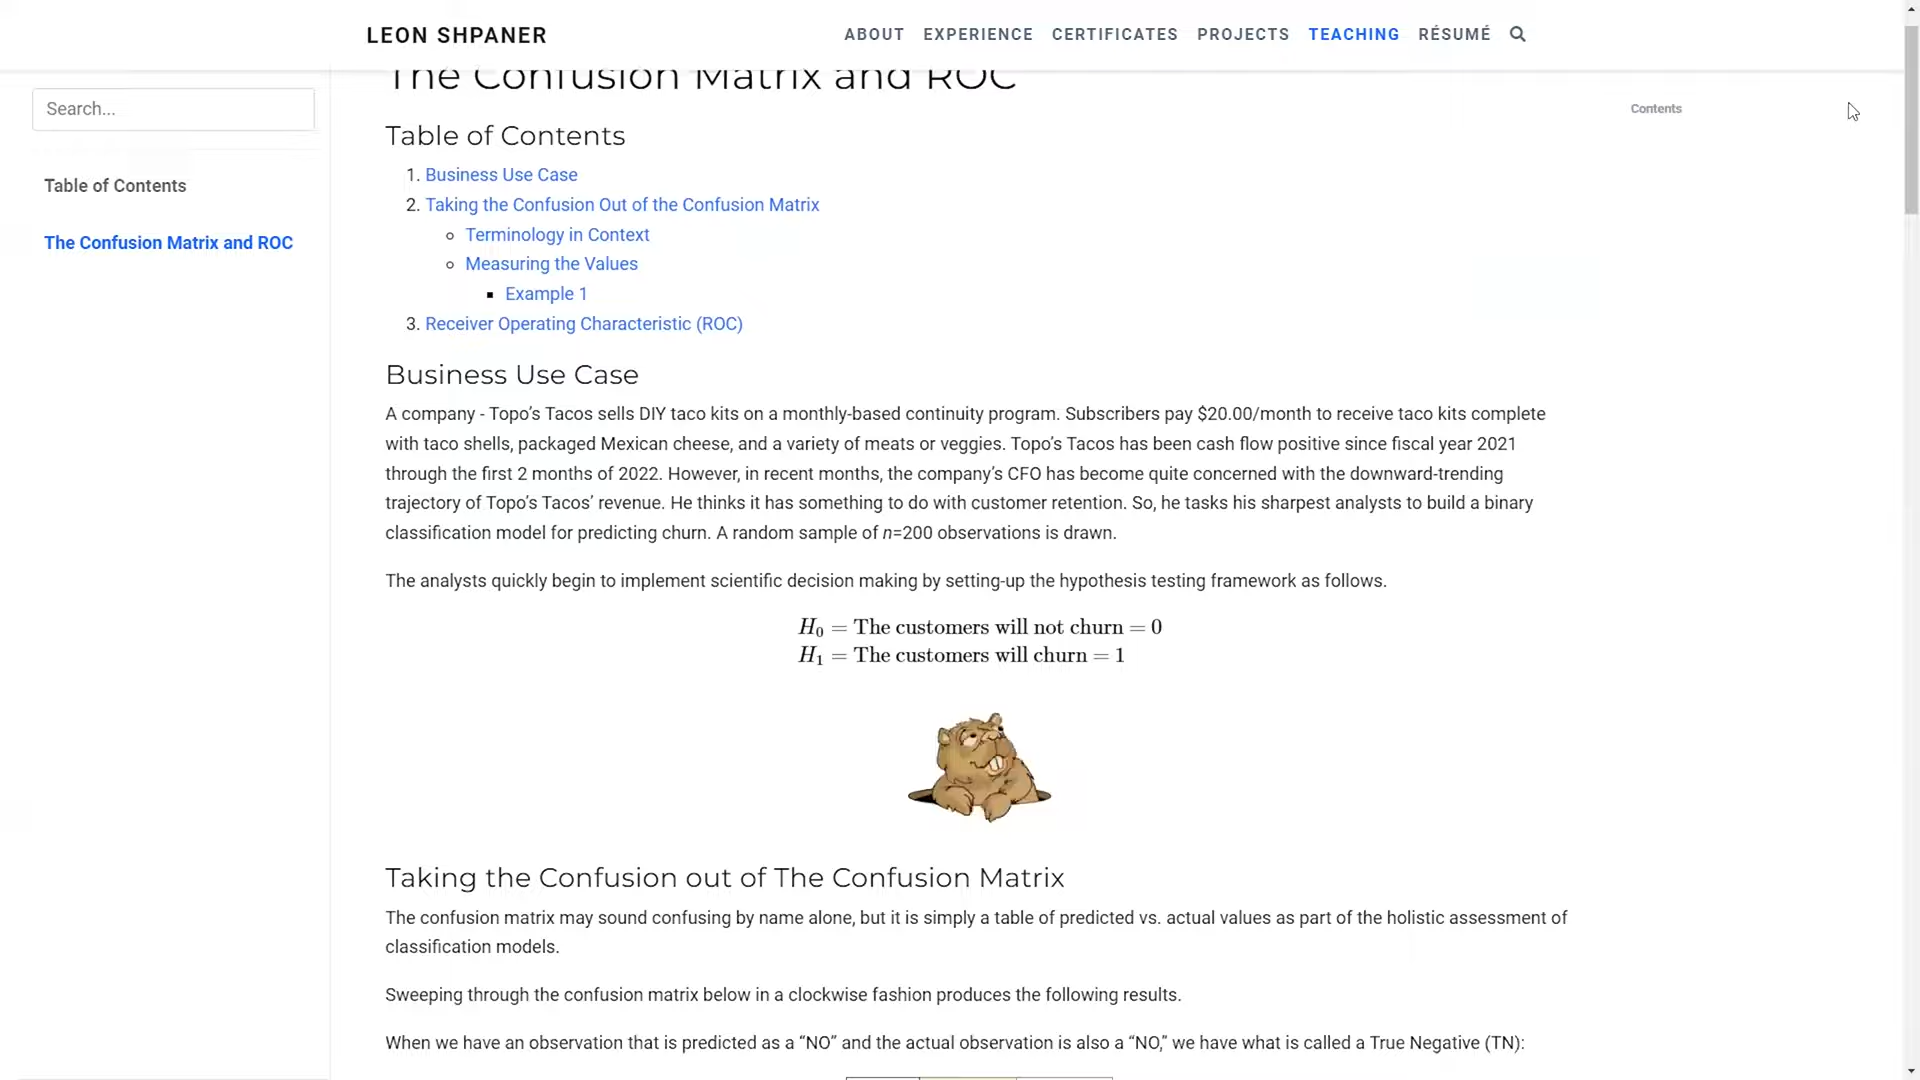 LEON SHPANER
ABOUT EXPERIENCE CERTIFICATES PROJECTS TEACHING RÉSUMÉ
Search...
Table of Contents
The Confusion Matrix and ROC
Contents
The Confusion Matrix and ROC
Table of Contents
1. Business Use Case
2. Taking the Confusion Out of the Confusion Matrix
Terminology in Context
Measuring the Values
Example 1
3. Receiver Operating Characteristic (ROC)
Business Use Case
A company - Topo’s Tacos sells DIY taco kits on a monthly-based continuity program. Subscribers pay $20.00/month to receive taco kits complete
with taco shells, packaged Mexican cheese, and a variety of meats or veggies. Topo’s Tacos has been cash flow positive since fiscal year 2021
through the first 2 months of 2022. However, in recent months, the company’s CFO has become quite concerned with the downward-trending
trajectory of Topo’s Tacos’ revenue. He thinks it has something to do with customer retention. So, he tasks his sharpest analysts to build a binary
classification model for predicting churn. A random sample of n=200 observations is drawn.
The analysts quickly begin to implement scientific decision making by setting-up the hypothesis testing framework as follows.
H₀ = The customers will not churn = 0
H₁ = The customers will churn = 1
Taking the Confusion out of The Confusion Matrix
The confusion matrix may sound confusing by name alone, but it is simply a table of predicted vs. actual values as part of the holistic assessment of
classification models.
Sweeping through the confusion matrix below in a clockwise fashion produces the following results.
When we have an observation that is predicted as a “NO” and the actual observation is also a “NO,” we have what is called a True Negative (TN):